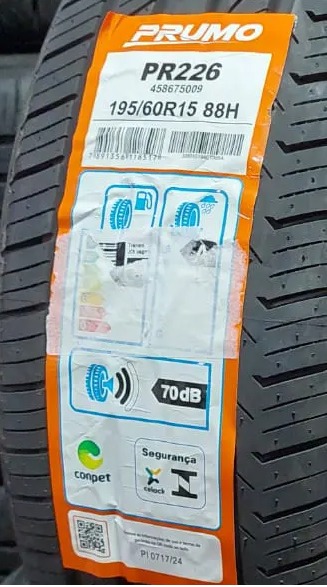 PRUMO
PR226
458675009
195/60R15 88H
70dB
conpet
Segurança
PI 0717/24